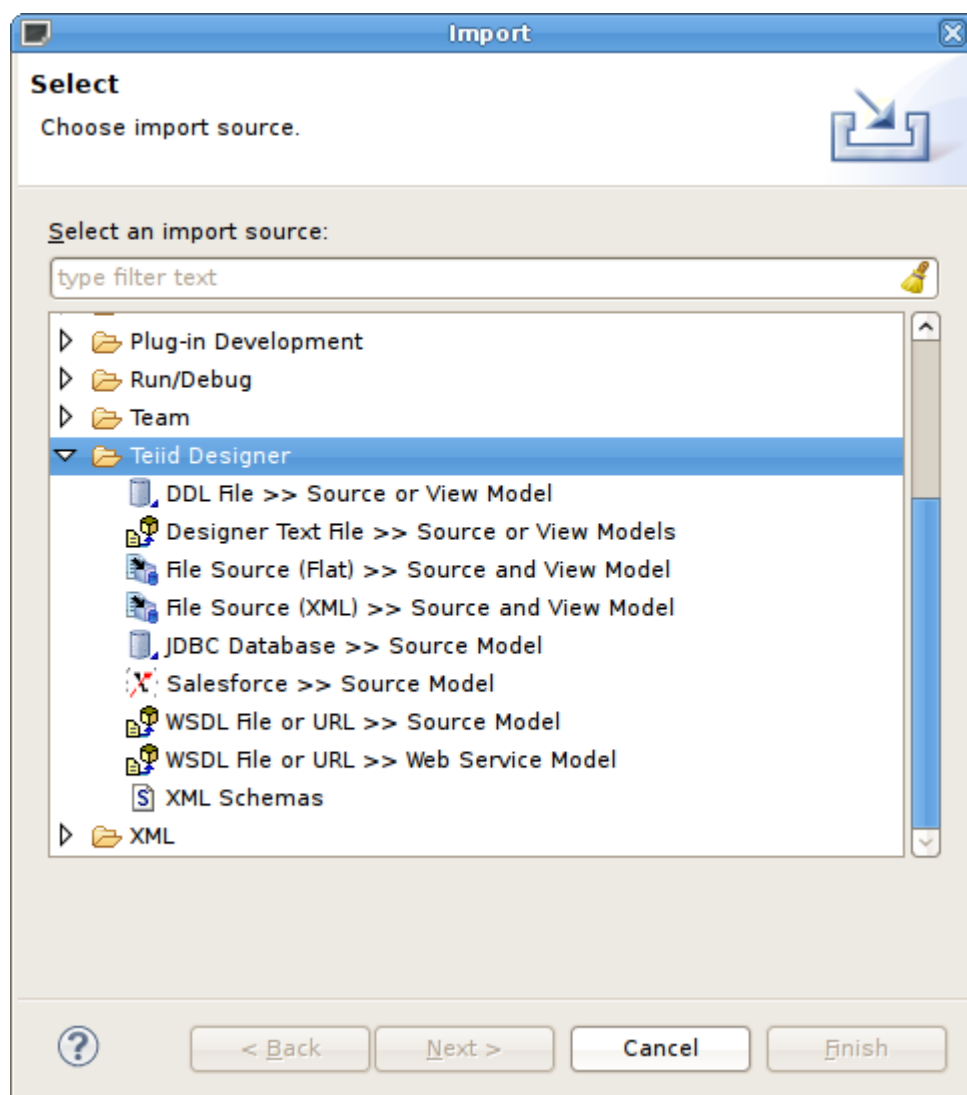 Import
Select
Choose import source.
Select an import source:
type filter text
Plug-in Development
Run/Debug
Team
Teiid Designer
DDL File >> Source or View Model
Designer Text File >> Source or View Models
File Source (Flat) >> Source and View Model
File Source (XML) >> Source and View Model
JDBC Database >> Source Model
Salesforce >> Source Model
WSDL File or URL >> Source Model
WSDL File or URL >> Web Service Model
XML Schemas
XML
< Back Next > Cancel Finish